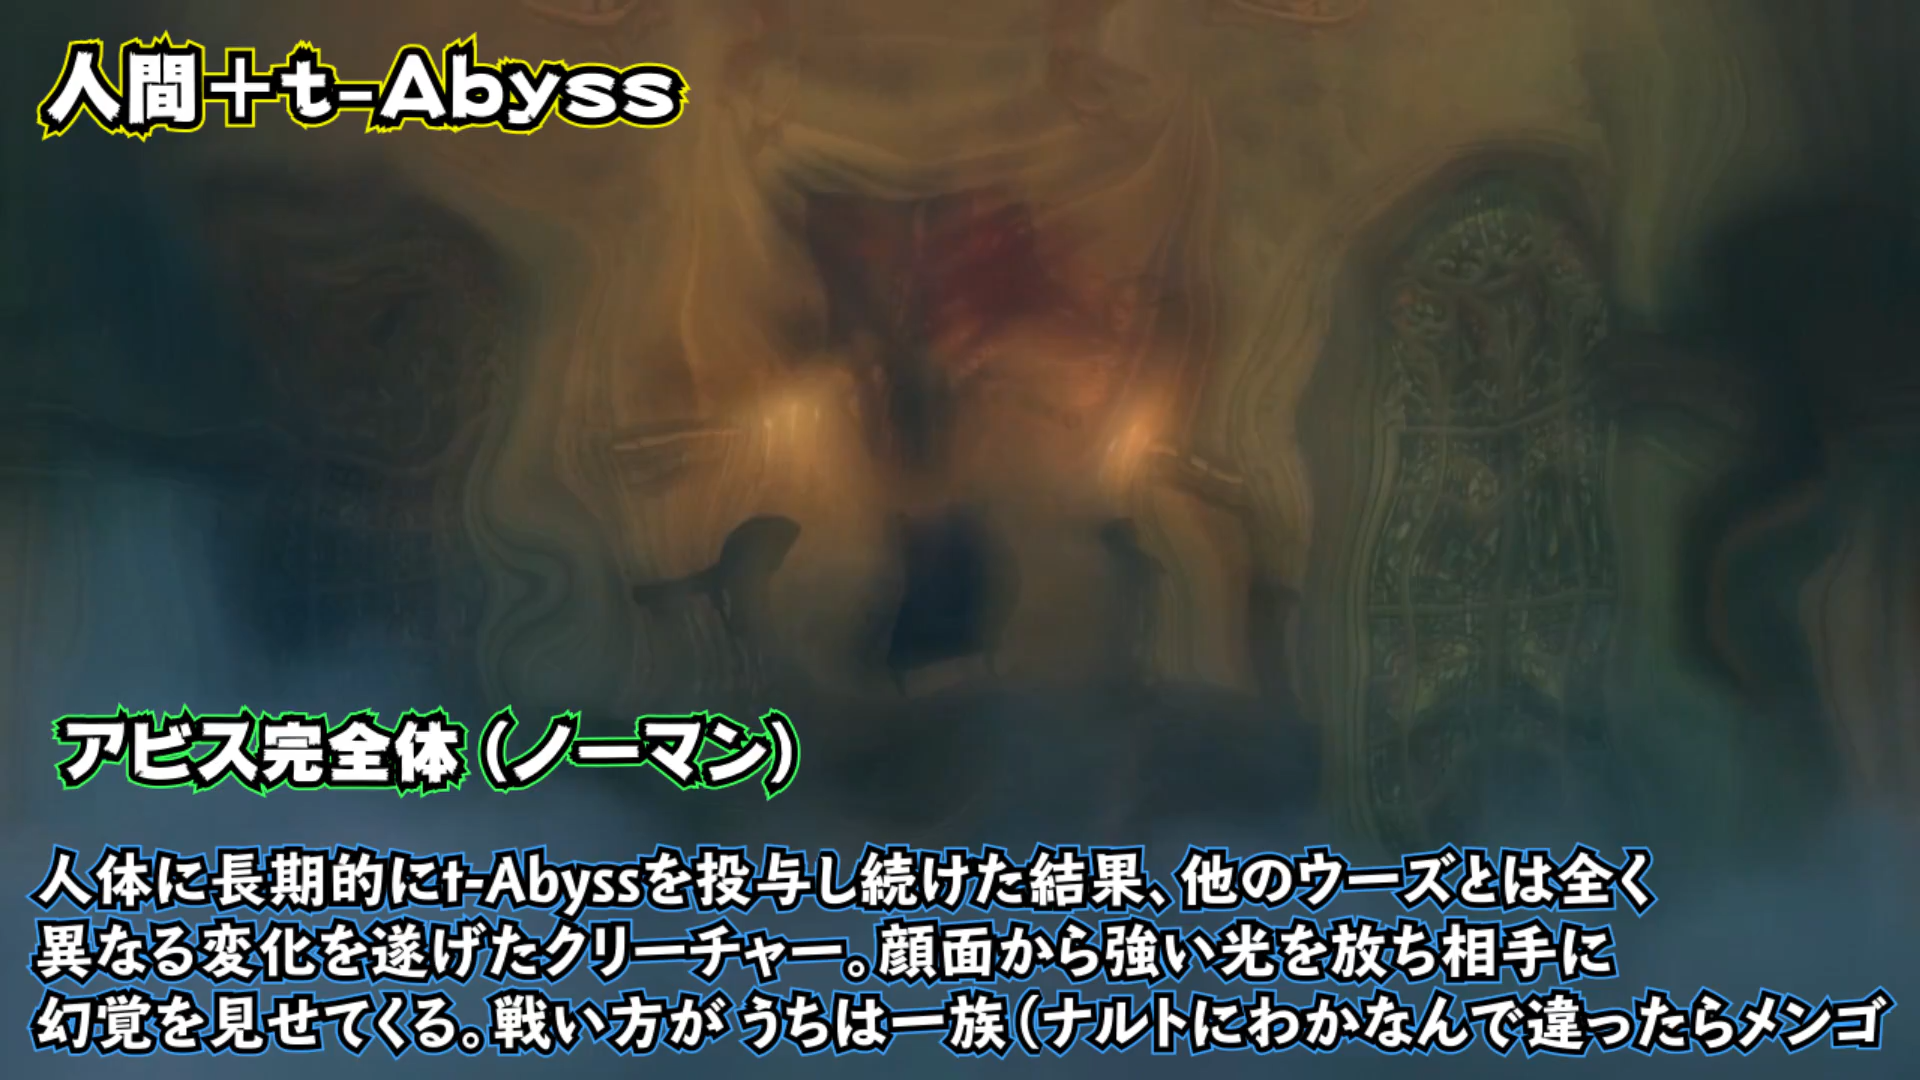 人間＋t-Abyss
アビス完全体（ノーマン）
人体に長期的にt-Abyssを投与し続けた結果、他のウーズとは全く
異なる変化を遂げたクリーチャー。顔面から強い光を放ち相手に
幻覚を見せてくる。戦い方が うちは一族（ナルトにわかなんで違ったらメンゴ